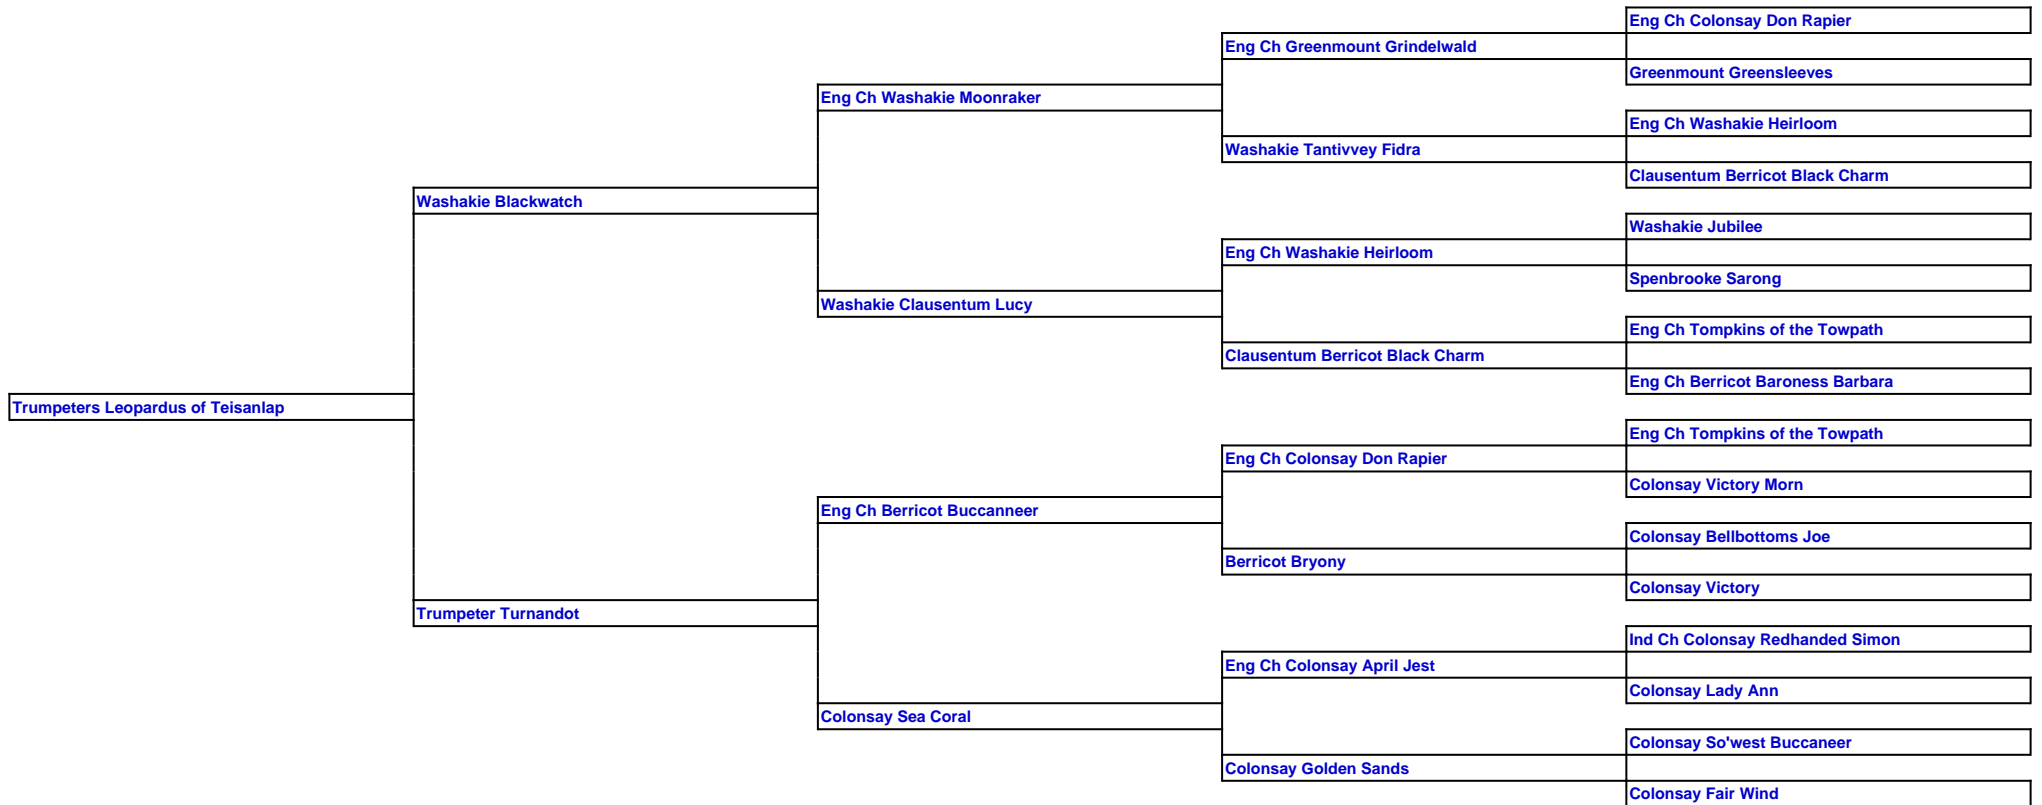 Eng Ch Colonsay Don Rapier
Eng Ch Greenmount Grindelwald
Greenmount Greensleeves
Eng Ch Washakie Moonraker
Eng Ch Washakie Heirloom
Washakie Tantivvey Fidra
Clausentum Berricot Black Charm
Washakie Blackwatch
Washakie Jubilee
Eng Ch Washakie Heirloom
Spenbrooke Sarong
Washakie Clausentum Lucy
Eng Ch Tompkins of the Towpath
Clausentum Berricot Black Charm
Eng Ch Berricot Baroness Barbara
Trumpeters Leopardus of Teisanlap
Eng Ch Tompkins of the Towpath
Eng Ch Colonsay Don Rapier
Colonsay Victory Morn
Eng Ch Berricot Buccanneer
Colonsay Bellbottoms Joe
Berricot Bryony
Colonsay Victory
Trumpeter Turnandot
Ind Ch Colonsay Redhanded Simon
Eng Ch Colonsay April Jest
Colonsay Lady Ann
Colonsay Sea Coral
Colonsay So'west Buccaneer
Colonsay Golden Sands
Colonsay Fair Wind